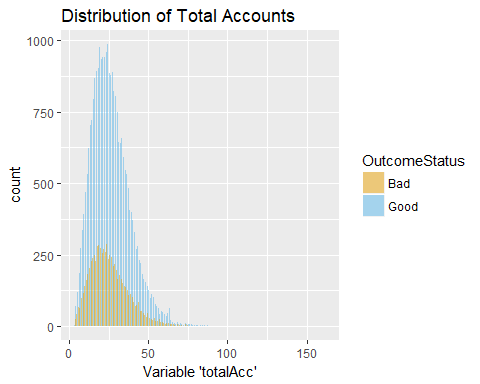 Distribution of Total Accounts
1000
750
500
250
0
count
0 50 100 150
Variable 'totalAcc'
OutcomeStatus
Bad
Good